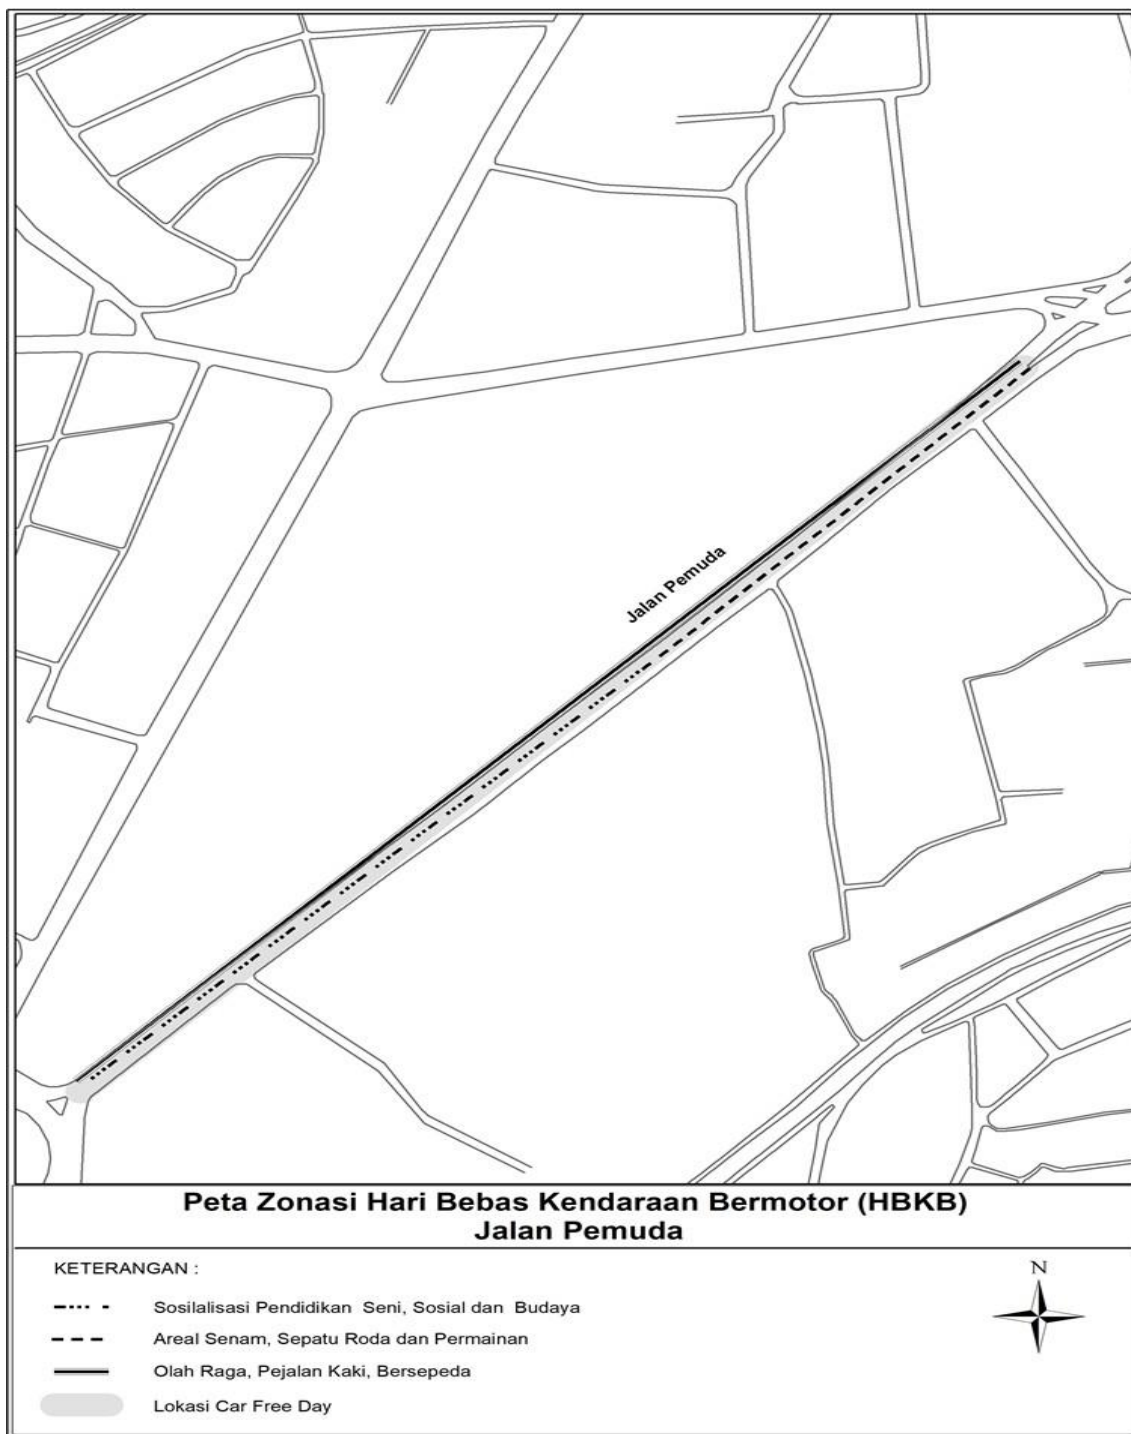 Jalan Pemuda
Peta Zonasi Hari Bebas Kendaraan Bermotor (HBKB)
Jalan Pemuda
KETERANGAN :
N
Sosilalisasi Pendidikan Seni, Sosial dan Budaya
Areal Senam, Sepatu Roda dan Permainan
Olah Raga, Pejalan Kaki, Bersepeda
Lokasi Car Free Day